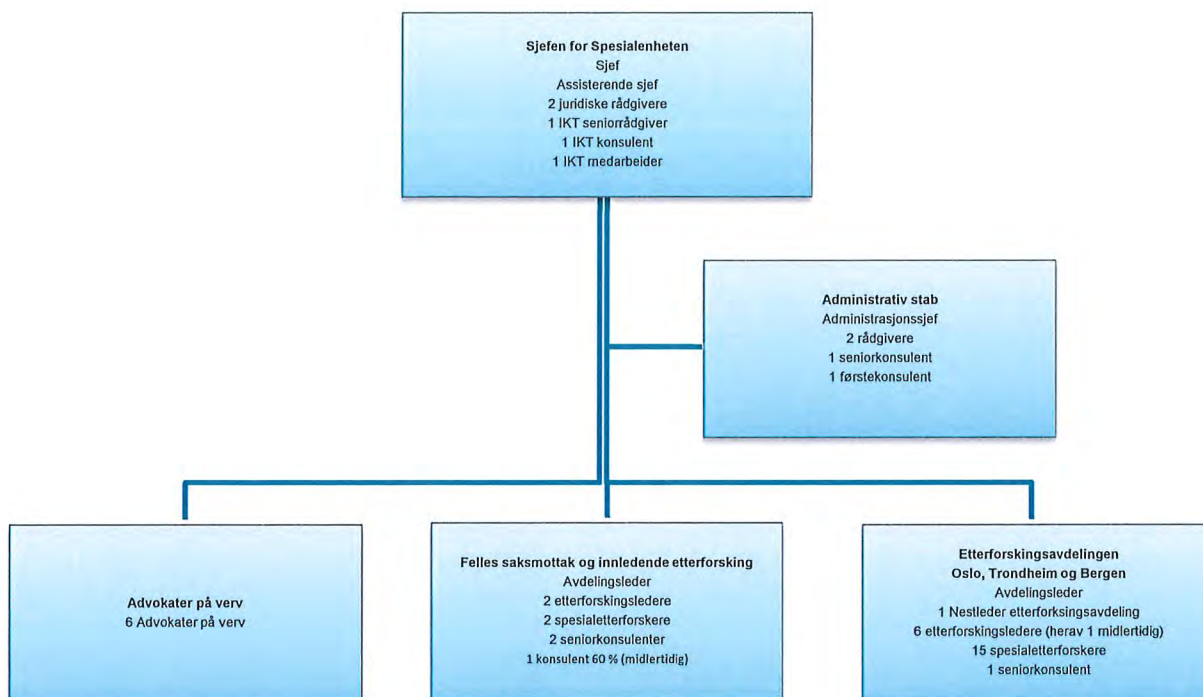 Sjefen for Spesialenheten
Sjef
Assisterende sjef
2 juridiske rådgivere
1 IKT seniorrådgiver
1 IKT konsulent
1 IKT medarbeider
Administrativ stab
Administrasjonssjef
2 rådgivere
1 seniorkonsulent
1 førstekonsulent
Advokater på verv
6 Advokater på verv
Felles saksmottak og innledende etterforsking
Avdelingsleder
2 etterforskingsledere
2 spesialetterforskere
2 seniorkonsulenter
1 konsulent 60 % (midlertidig)
Etterforskingsavdelingen
Oslo, Trondheim og Bergen
Avdelingsleder
1 Nestleder etterforksingsavdeling
6 etterforskingsledere (herav 1 midlertidig)
15 spesialetterforskere
1 seniorkonsulent